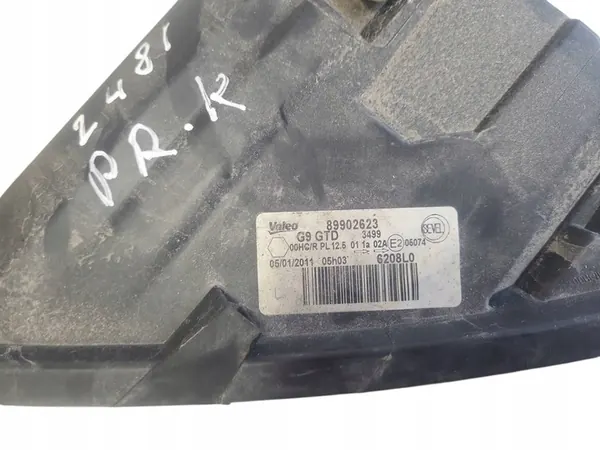 248r
PR.K
Valeo 89902623
G9 GTD 3499
00HC/R PL 12.5 01 1a 02A E2 06074
SEVEL
05/01/2011 05h03 6208L0